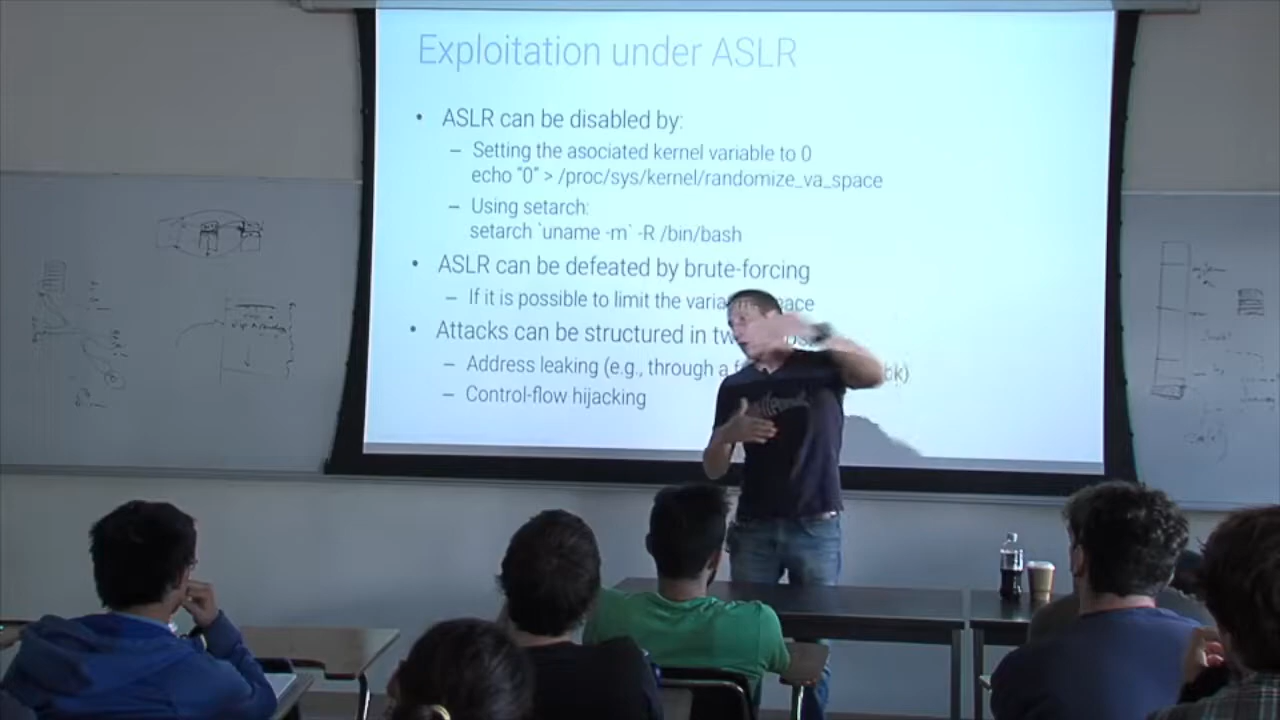 Exploitation under ASLR
• ASLR can be disabled by:
– Setting the asociated kernel variable to 0
echo "0" > /proc/sys/kernel/randomize_va_space
– Using setarch:
setarch `uname -m` -R /bin/bash
• ASLR can be defeated by brute-forcing
– If it is possible to limit the space
• Attacks can be structured in
– Address leaking (e.g., through a
– Control-flow hijacking